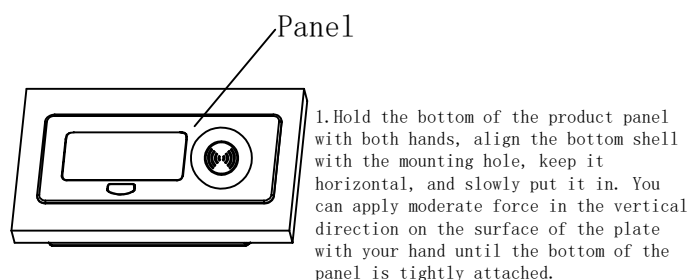 Panel
1.Hold the bottom of the product panel
with both hands, align the bottom shell
with the mounting hole, keep it
horizontal, and slowly put it in. You
can apply moderate force in the vertical
direction on the surface of the plate
with your hand until the bottom of the
panel is tightly attached.